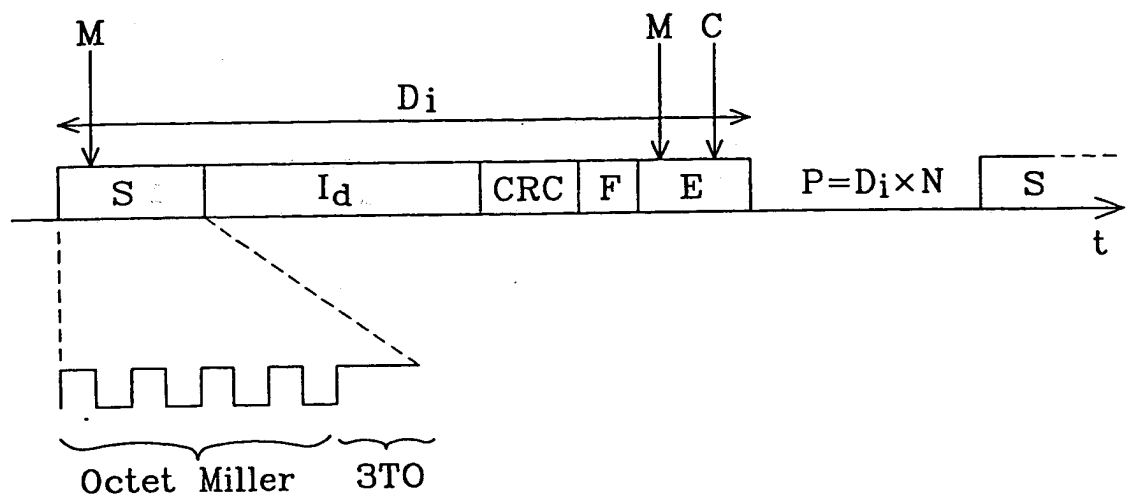 M M C
Di
S Id CRC F E P=Di×N S
t
Octet Miller 3TO